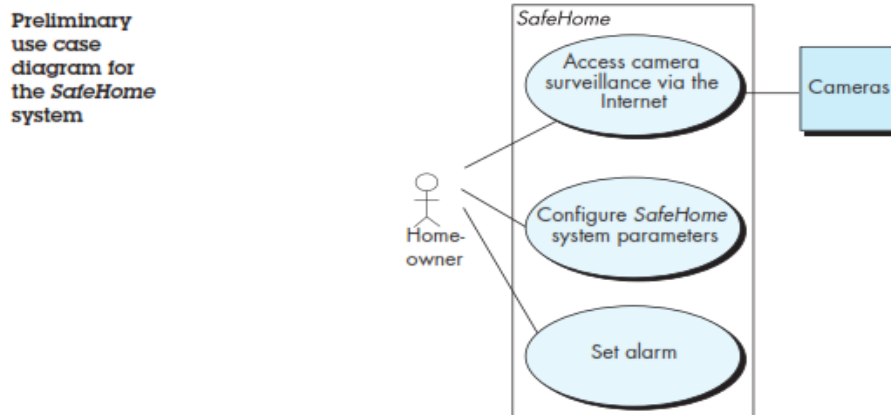 Preliminary
use case
diagram for
the SafeHome
system
SafeHome
Access camera
surveillance via the
Internet
Cameras
Configure SafeHome
system parameters
Home-
owner
Set alarm